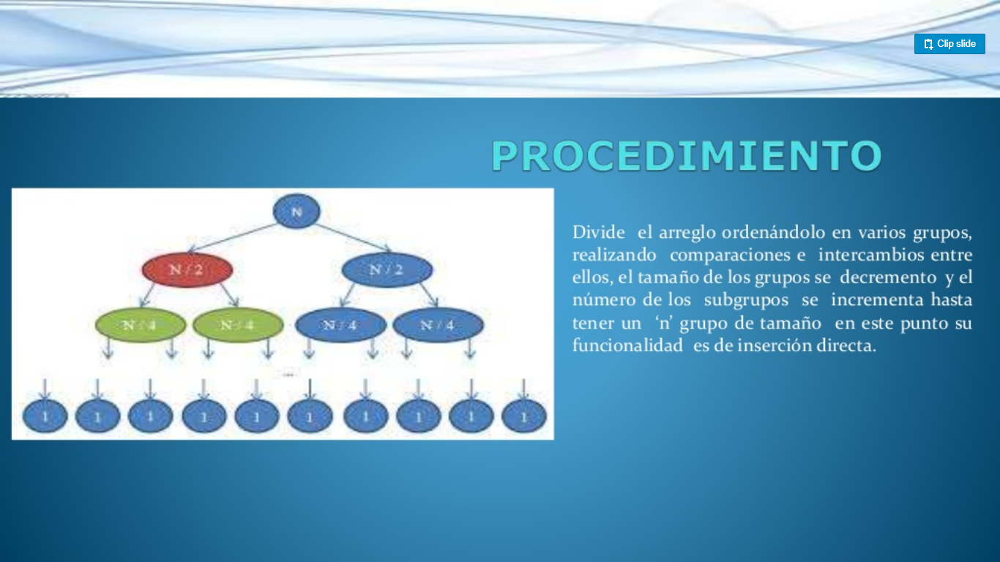 Clip slide
PROCEDIMIENTO
N
N / 2 N / 2
N / 4 N / 4 N / 4 N / 4
...
1 1 1 1 1 1 1 1 1 1
Divide el arreglo ordenándolo en varios grupos,
realizando comparaciones e intercambios entre
ellos, el tamaño de los grupos se decremento y el
número de los subgrupos se incrementa hasta
tener un ‘n’ grupo de tamaño en este punto su
funcionalidad es de inserción directa.